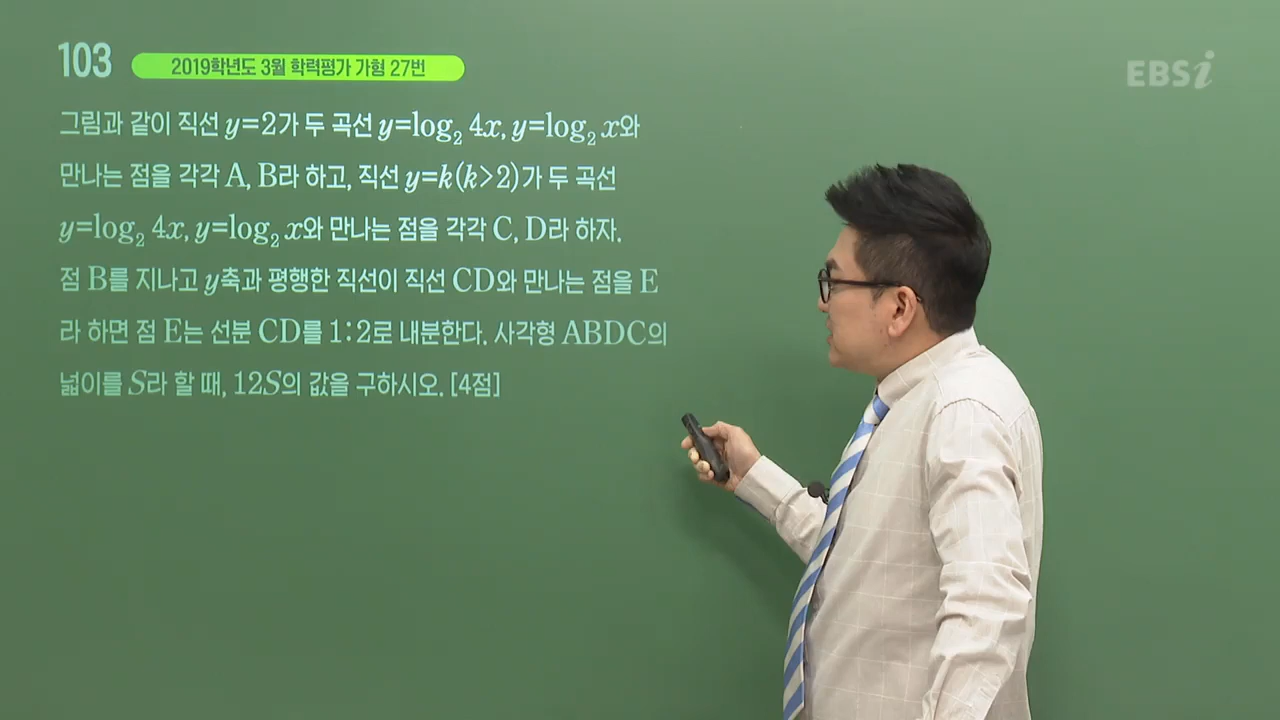 103
2019학년도 3월 학력평가 가형 27번
EBSi
그림과 같이 직선 y=2가 두 곡선 y=log₂ 4x, y=log₂ x와
만나는 점을 각각 A, B라 하고, 직선 y=k(k>2)가 두 곡선
y=log₂ 4x, y=log₂ x와 만나는 점을 각각 C, D라 하자.
점 B를 지나고 y축과 평행한 직선이 직선 CD와 만나는 점을 E
라 하면 점 E는 선분 CD를 1:2로 내분한다. 사각형 ABDC의
넓이를 S라 할 때, 12S의 값을 구하시오. [4점]